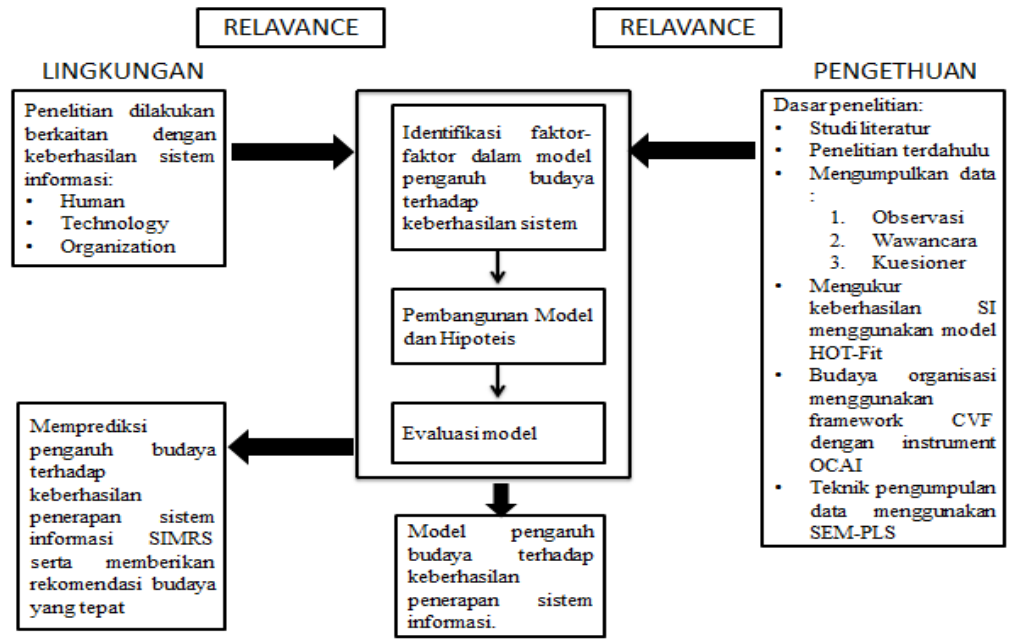 RELAVANCE
RELAVANCE
LINGKUNGAN
Penelitian dilakukan
berkaitan dengan
keberhasilan sistem
informasi:
• Human
• Technology
• Organization
Identifikasi faktor-
faktor dalam model
pengaruh budaya
terhadap
keberhasilan sistem
Pembangunan Model
dan Hipoteis
Evaluasi model
PENGETHUAN
Dasar penelitian:
• Studi literatur
• Penelitian terdahulu
• Mengumpulkan data
:
1. Observasi
2. Wawancara
3. Kuesioner
• Mengukur
keberhasilan SI
menggunakan model
HOT-Fit
• Budaya organisasi
menggunakan
framework CVF
dengan instrument
OCAI
• Teknik pengumpulan
data menggunakan
SEM-PLS
Memprediksi
pengaruh budaya
terhadap
keberhasilan
penerapan sistem
informasi SIMRS
serta memberikan
rekomendasi budaya
yang tepat
Model pengaruh
budaya terhadap
keberhasilan
penerapan sistem
informasi.